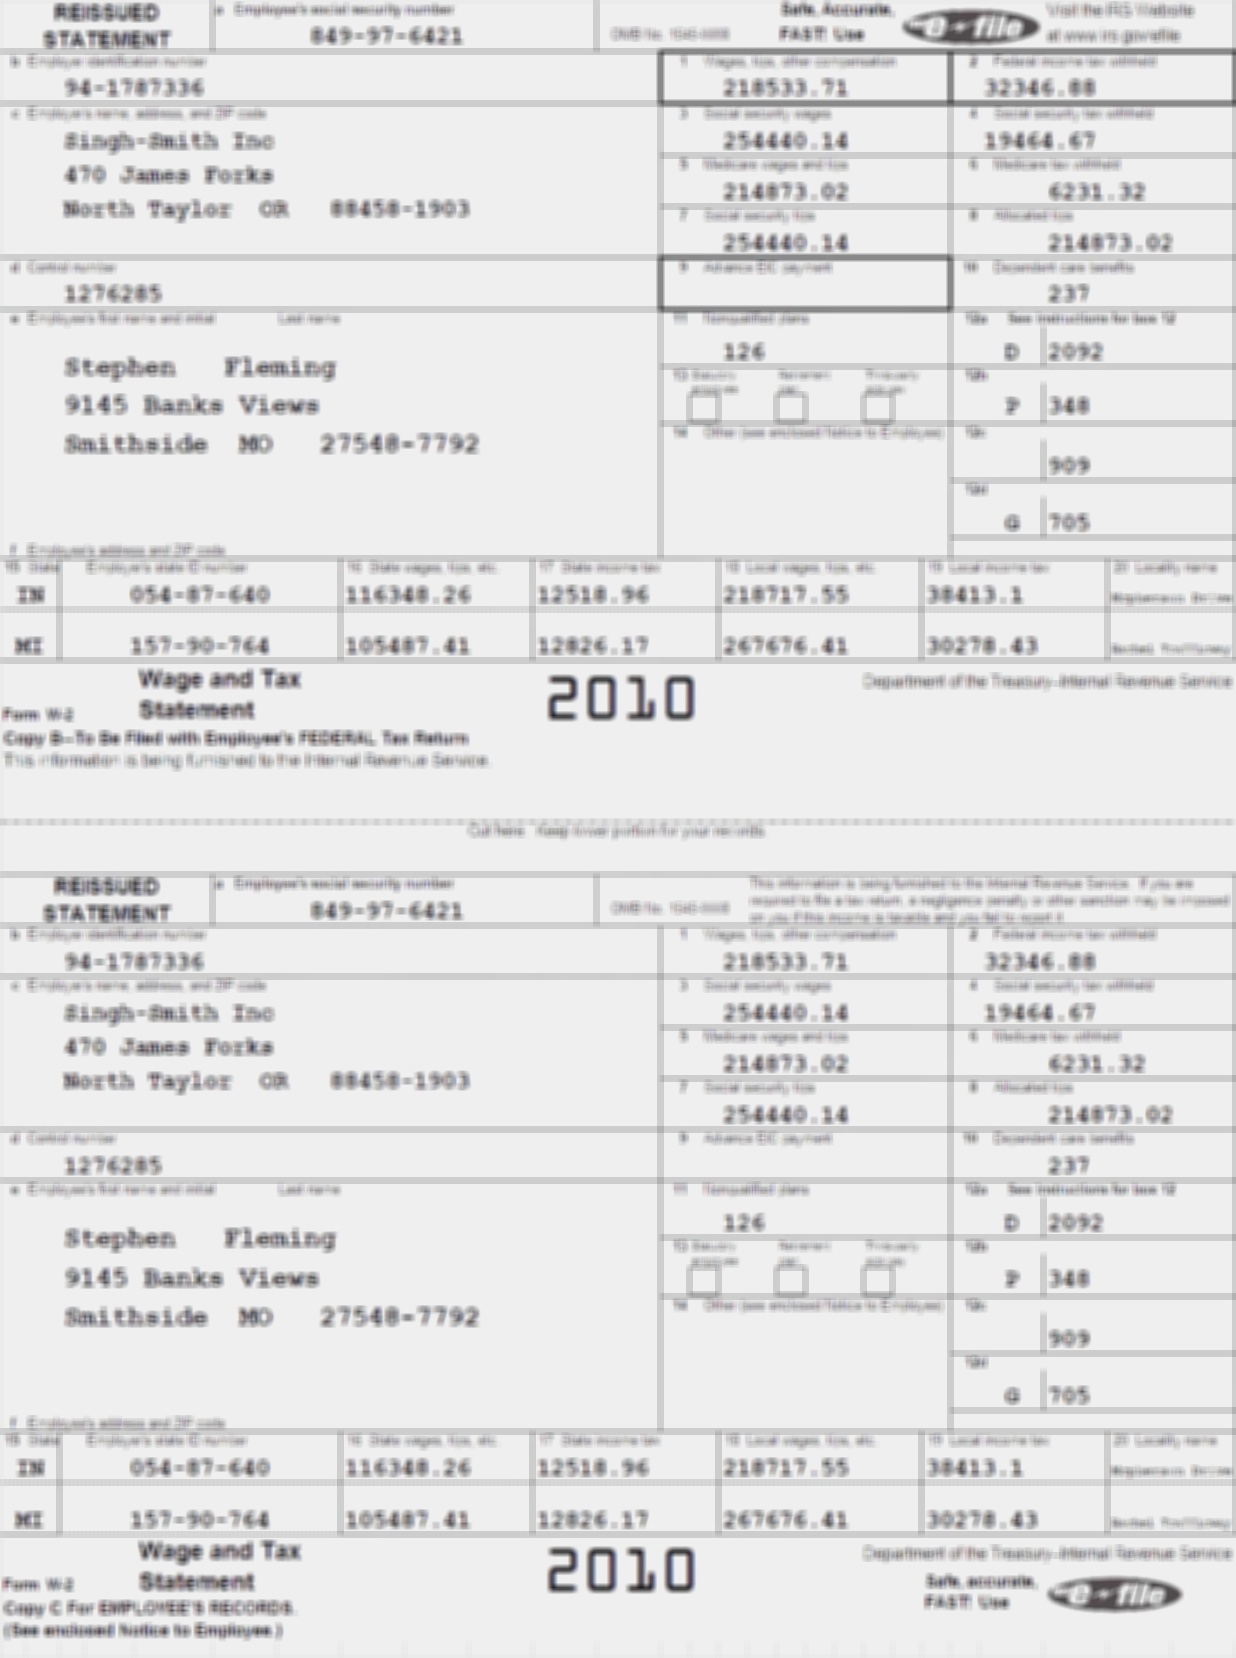 REISSUED STATEMENT
a Employee's social security number
849-97-6421
OMB No. 1545-0008
Safe, Accurate, FAST! Use
e-file
Visit the IRS Website at www.irs.gov/efile
b Employer identification number
94-1787336
1 Wages, tips, other compensation
218533.71
2 Federal income tax withheld
32346.88
c Employer's name, address, and ZIP code
Singh-Smith Inc
470 James Forks
North Taylor OR 88458-1903
3 Social security wages
254440.14
4 Social security tax withheld
19464.67
5 Medicare wages and tips
214873.02
6 Medicare tax withheld
6231.32
7 Social security tips
254440.14
8 Allocated tips
214873.02
d Control number
1276285
9 Advance EIC payment
10 Dependent care benefits
237
e Employee's first name and initial Last name
Stephen Fleming
9145 Banks Views
Smithside MO 27548-7792
11 Nonqualified plans
126
12a See instructions for box 12
D 2092
13 Statutory employee Retirement plan Third-party sick pay
12b
P 348
14 Other (see enclosed Notice to Employee)
12c
909
12d
G 705
f Employee's address and ZIP code
15 State Employer's state ID number 16 State wages, tips, etc. 17 State income tax 18 Local wages, tips, etc. 19 Local income tax 20 Locality name
IN 054-87-640 116348.26 12518.96 218717.55 38413.1
MI 157-90-764 105487.41 12826.17 267676.41 30278.43
Form W-2
Wage and Tax Statement
2010
Department of the Treasury-Internal Revenue Service
Copy B-To Be Filed with Employee's FEDERAL Tax Return
This information is being furnished to the Internal Revenue Service.
Cut here Keep lower portion for your records
REISSUED STATEMENT
a Employee's social security number
849-97-6421
OMB No. 1545-0008
This information is being furnished to the Internal Revenue Service. If you are
required to file a tax return, a negligence penalty or other sanction may be imposed
on you if this income is taxable and you fail to report it.
b Employer identification number
94-1787336
1 Wages, tips, other compensation
218533.71
2 Federal income tax withheld
32346.88
c Employer's name, address, and ZIP code
Singh-Smith Inc
470 James Forks
North Taylor OR 88458-1903
3 Social security wages
254440.14
4 Social security tax withheld
19464.67
5 Medicare wages and tips
214873.02
6 Medicare tax withheld
6231.32
7 Social security tips
254440.14
8 Allocated tips
214873.02
d Control number
1276285
9 Advance EIC payment
10 Dependent care benefits
237
e Employee's first name and initial Last name
Stephen Fleming
9145 Banks Views
Smithside MO 27548-7792
11 Nonqualified plans
126
12a See instructions for box 12
D 2092
13 Statutory employee Retirement plan Third-party sick pay
12b
P 348
14 Other (see enclosed Notice to Employee)
12c
909
12d
G 705
f Employee's address and ZIP code
15 State Employer's state ID number 16 State wages, tips, etc. 17 State income tax 18 Local wages, tips, etc. 19 Local income tax 20 Locality name
IN 054-87-640 116348.26 12518.96 218717.55 38413.1
MI 157-90-764 105487.41 12826.17 267676.41 30278.43
Form W-2
Wage and Tax Statement
2010
Department of the Treasury-Internal Revenue Service
Copy C For EMPLOYEE'S RECORDS.
(See enclosed Notice to Employee.)
Safe, accurate, FAST! Use
e-file